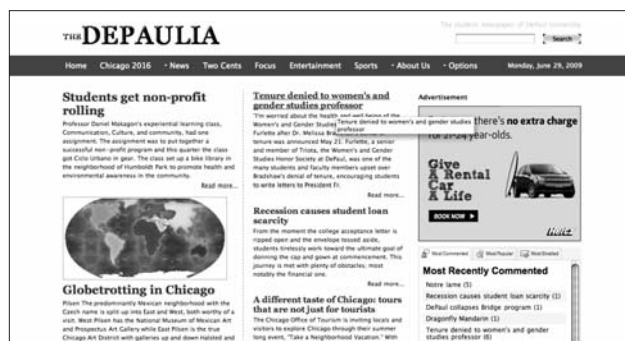 The student newspaper of DePaul University
THE DEPAULIA
Search
Home Chicago 2016 • News Two Cents Focus Entertainment Sports • About Us • Options Monday, June 29, 2009
Students get non-profit
rolling
Professor Daniel Makagon's experiential learning class,
Communication, Culture, and community, had one
assignment. The assignment was to put together a
successful non-profit program and this quarter the class
got Ciclo Urbano in gear. The class set up a bike library in
the neighborhood of Humboldt Park to promote health and
environmental awareness in the community.
Read more...
Globetrotting in Chicago
Pilsen The predominantly Mexican neighborhood with the
Czech name is split up into East and West, both worthy of a
visit. West Pilsen has the National Museum of Mexican Art
and Prospectus Art Gallery while East Pilsen is the true
Chicago Art District with galleries up and down Halsted and
Tenure denied to women's and
gender studies professor
"I'm worried about the health and well being of the
Women's and Gender Studies
Furlette after Dr. Melissa Bradshaw's denial of
tenure was announced May 21. Furlette, a senior
and member of Triota, the Women's and Gender
Studies Honor Society at DePaul, was one of the
many students and faculty members upset over
Bradshaw's denial of tenure, encouraging students
to write letters to President Fr.
Read more...
Tenure denied to women's and gender studies
professor
Recession causes student loan
scarcity
From the moment the college acceptance letter is
ripped open and the envelope tossed aside,
students tirelessly work toward the ultimate goal of
donning the cap and gown at commencement. This
journey is met with plenty of obstacles, most
notably the financial one.
Read more...
A different taste of Chicago: tours
that are not just for tourists
The Chicago Office of Tourism is inviting locals and
visitors to explore Chicago through their summer
long event, "Take a Neighborhood Vacation." With
Advertisement
there's no extra charge
for 21-24 year-olds.
Give
A Rental
Car
A Life
BOOK NOW
Hertz
Most Commented Most Popular Most Emailed
Most Recently Commented
Notre lame (5)
Recession causes student loan scarcity (1)
DePaul collapses Bridge program (1)
Dragonfly Mandarin (1)
Tenure denied to women's and gender
studies professor (6)